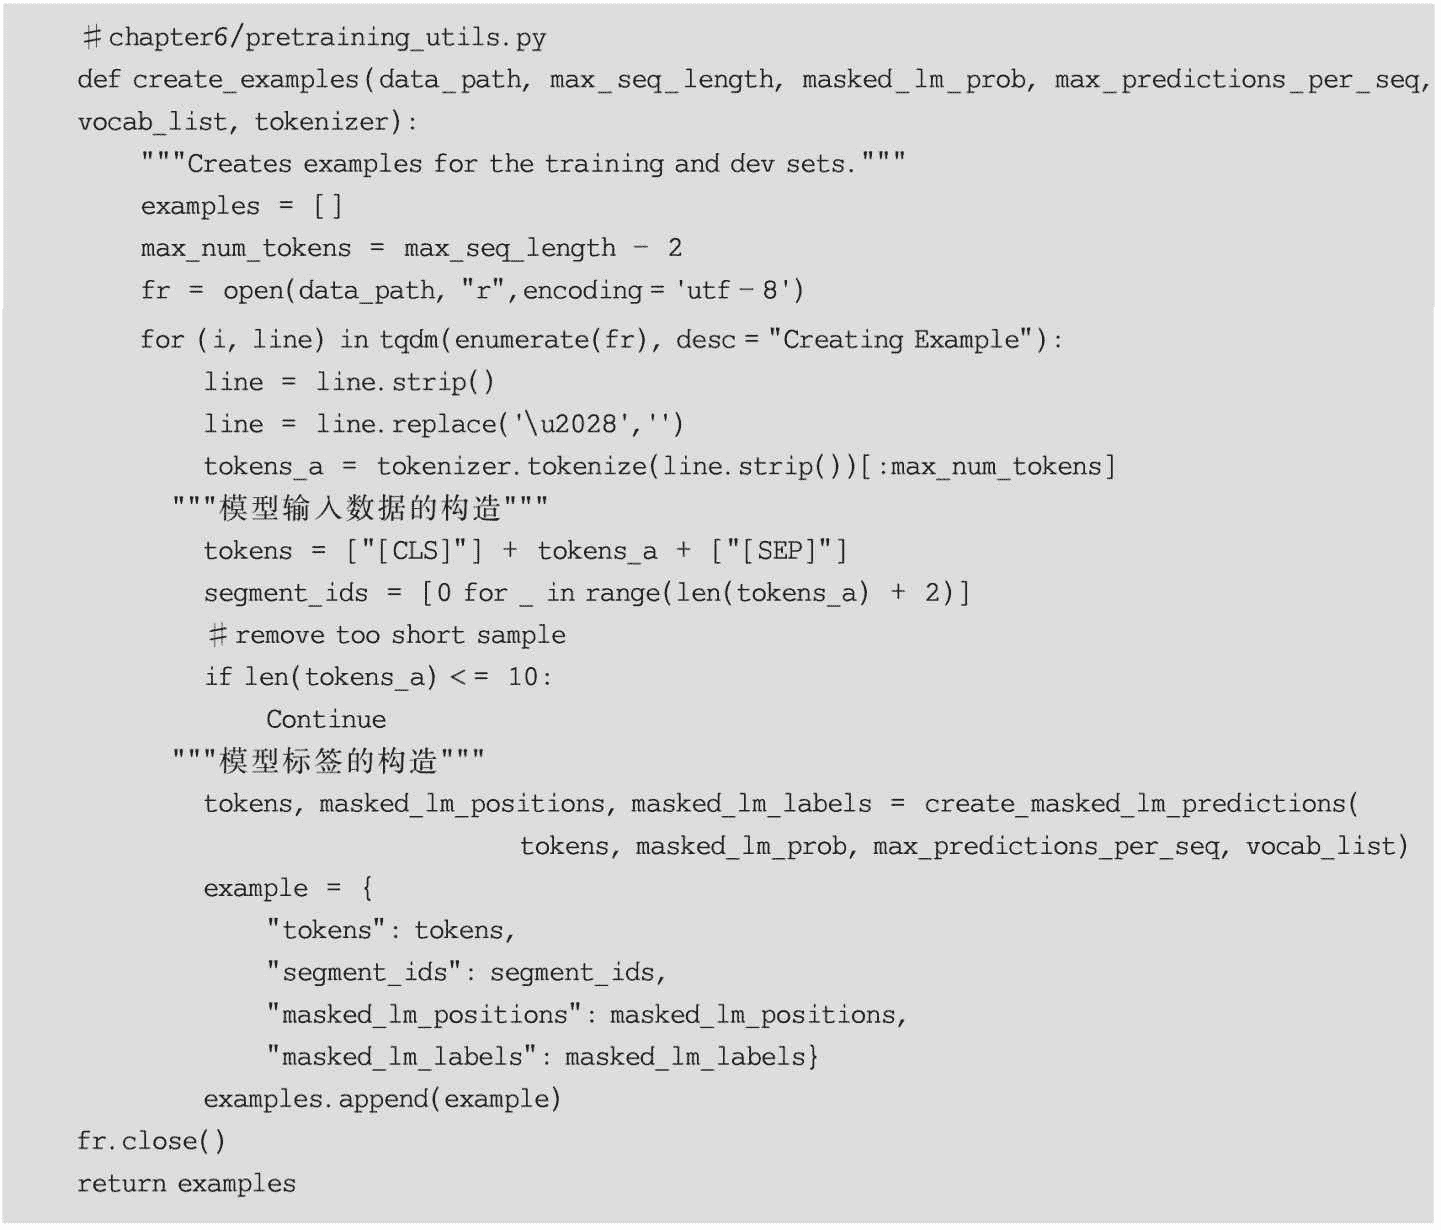 #chapter6/pretraining_utils.py
def create_examples(data_path, max_seq_length, masked_lm_prob, max_predictions_per_seq,
vocab_list, tokenizer):
    """Creates examples for the training and dev sets."""
    examples = []
    max_num_tokens = max_seq_length - 2
    fr = open(data_path, "r",encoding='utf-8')
    for (i, line) in tqdm(enumerate(fr), desc="Creating Example"):
        line = line.strip()
        line = line.replace('\u2028','')
        tokens_a = tokenizer.tokenize(line.strip())[:max_num_tokens]
      """模型输入数据的构造"""
        tokens = ["[CLS]"] + tokens_a + ["[SEP]"]
        segment_ids = [0 for _ in range(len(tokens_a) + 2)]
        #remove too short sample
        if len(tokens_a) <= 10:
            Continue
      """模型标签的构造"""
        tokens, masked_lm_positions, masked_lm_labels = create_masked_lm_predictions(
                            tokens, masked_lm_prob, max_predictions_per_seq, vocab_list)
        example = {
            "tokens": tokens,
            "segment_ids": segment_ids,
            "masked_lm_positions": masked_lm_positions,
            "masked_lm_labels": masked_lm_labels}
        examples.append(example)
fr.close()
return examples